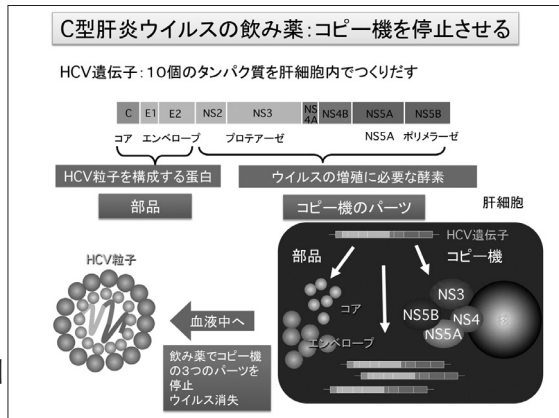 C型肝炎ウイルスの飲み薬：コピー機を停止させる
HCV遺伝子：10個のタンパク質を肝細胞内でつくりだす
C E1 E2 NS2 NS3 NS4A NS4B NS5A NS5B
コア エンベロープ プロテアーゼ NS5A ポリメラーゼ
HCV粒子を構成する蛋白
ウイルスの増殖に必要な酵素
部品
コピー機のパーツ
肝細胞
HCV遺伝子
部品
コピー機
HCV粒子
コア
エンベロープ
NS3
NS5B
NS4
NS5A
血液中へ
飲み薬でコピー機
の3つのパーツを
停止
ウイルス消失